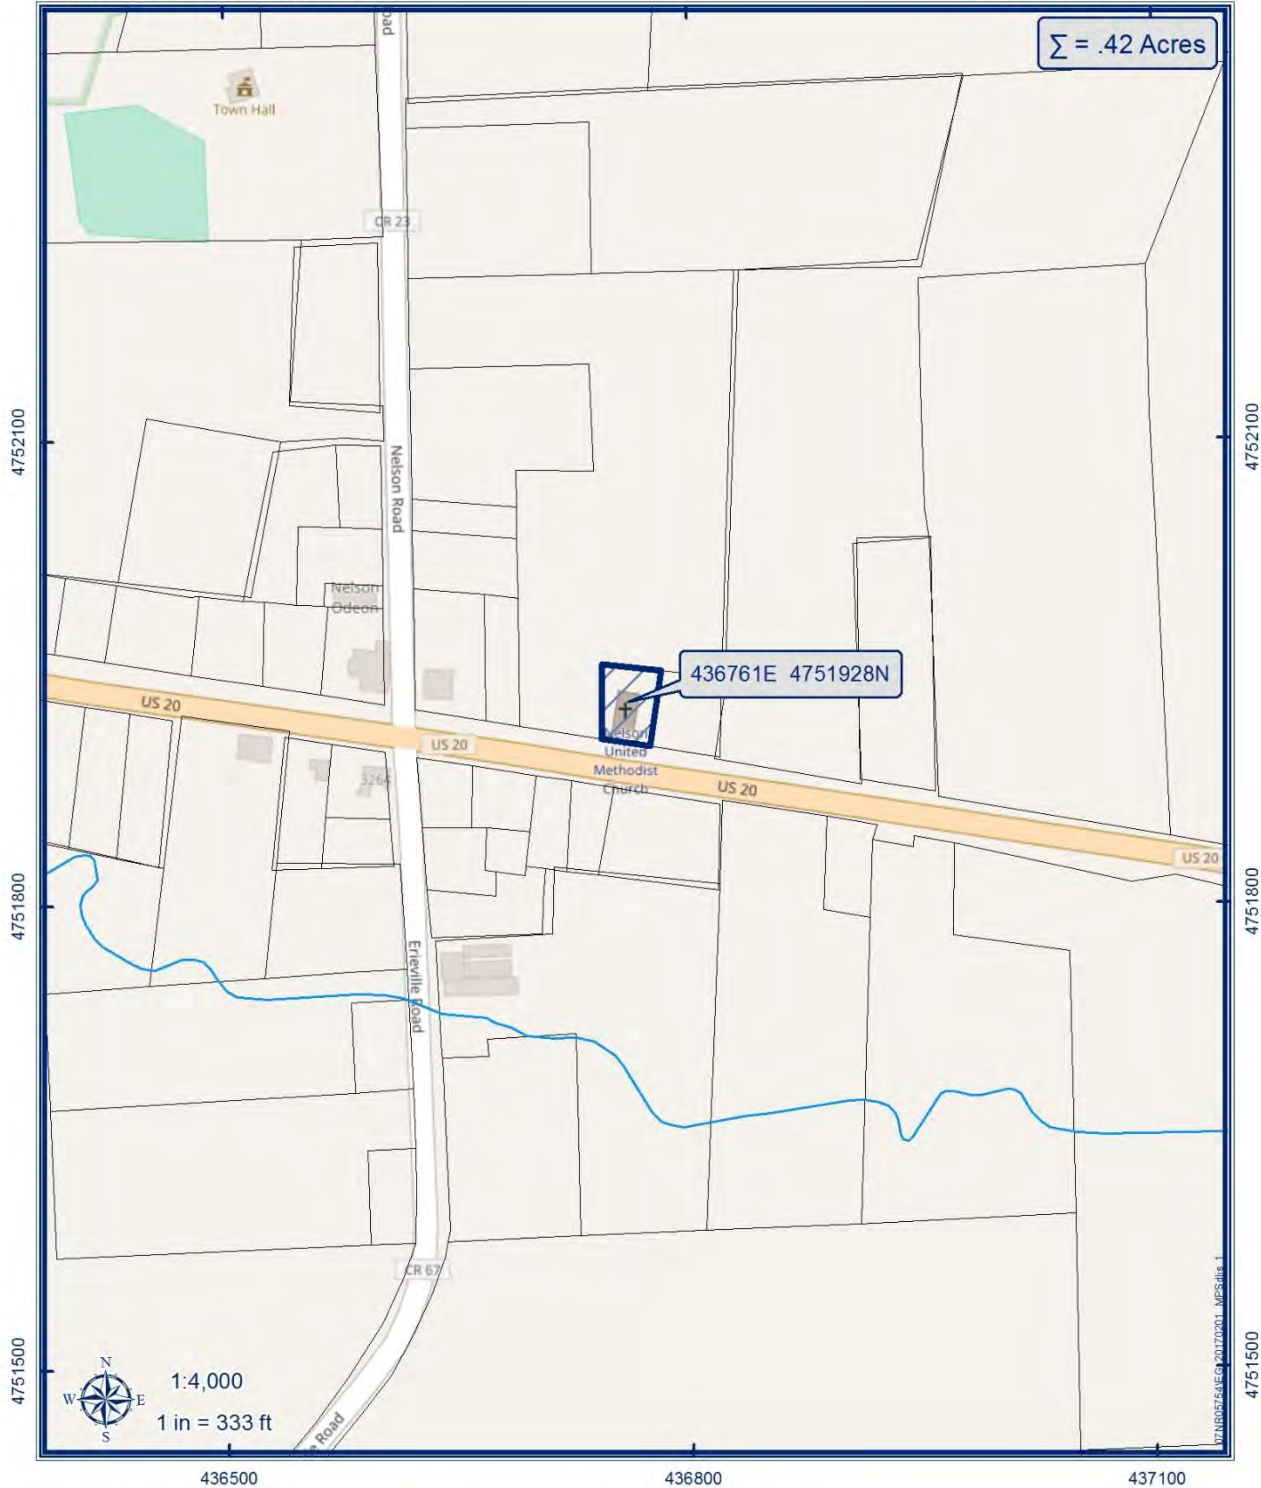 oad
Σ = .42 Acres
Town Hall
CR 23
4752100
4752100
Nelson Road
Nelson
Odeon
436761E 4751928N
US 20
US 20
Nelson
United
Methodist
Church
3264
US 20
US 20
4751800
4751800
Erieville Road
CR 67
4751500
4751500
N
W
E
S
1:4,000
1 in = 333 ft
e Road
436500
436800
437100